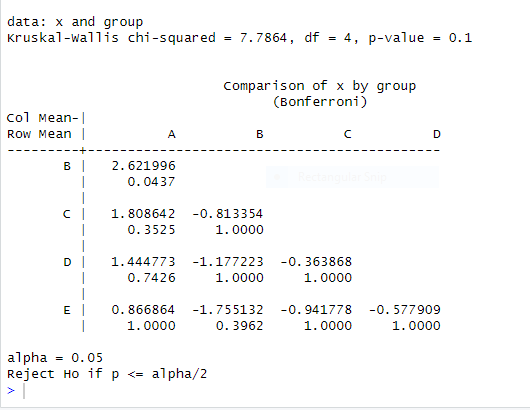 data: x and group
Kruskal-Wallis chi-squared = 7.7864, df = 4, p-value = 0.1
Comparison of x by group
(Bonferroni)
Col Mean-|
Row Mean |          A          B          C          D
---------+--------------------------------------------
B |   2.621996
|     0.0437
|
C |   1.808642  -0.813354
|     0.3525     1.0000
|
D |   1.444773  -1.177223  -0.363868
|     0.7426     1.0000     1.0000
|
E |   0.866864  -1.755132  -0.941778  -0.577909
|     1.0000     0.3962     1.0000     1.0000
alpha = 0.05
Reject Ho if p <= alpha/2
>